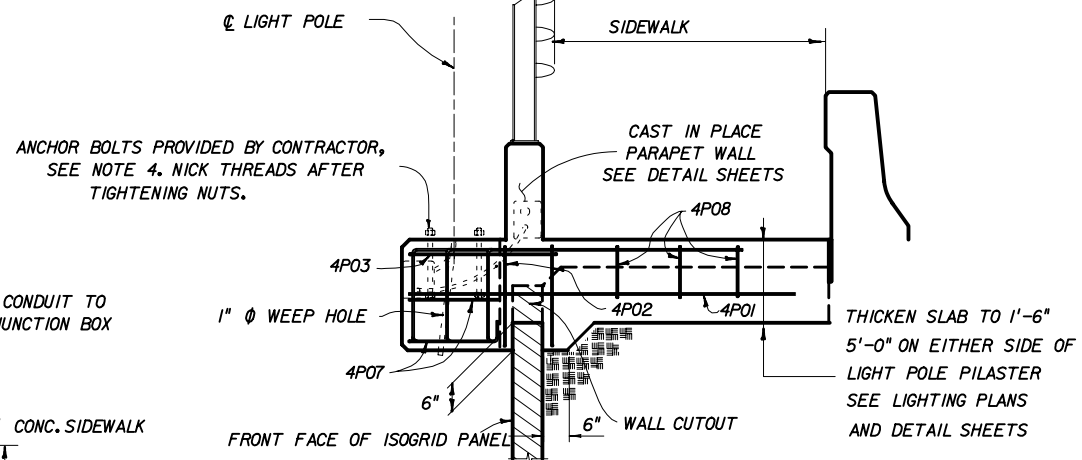 ℄ LIGHT POLE
SIDEWALK
ANCHOR BOLTS PROVIDED BY CONTRACTOR,
SEE NOTE 4. NICK THREADS AFTER
TIGHTENING NUTS.
CAST IN PLACE
PARAPET WALL
SEE DETAIL SHEETS
4P08
4P03
CONDUIT TO
UNCTION BOX
1" ϕ WEEP HOLE
4P02
4P01
THICKEN SLAB TO 1'-6"
5'-0" ON EITHER SIDE OF
LIGHT POLE PILASTER
SEE LIGHTING PLANS
AND DETAIL SHEETS
4P07
6"
6"
WALL CUTOUT
CONC. SIDEWALK
FRONT FACE OF ISOGRID PANEL